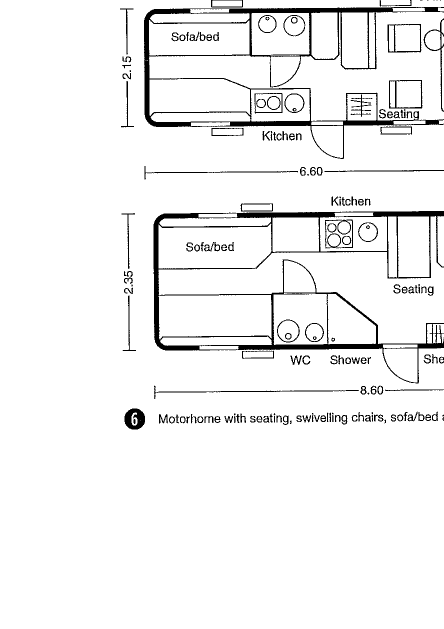 Sofa/bed
2.15
Seating
Kitchen
6.60
Kitchen
Sofa/bed
2.35
Seating
WC
Shower
She
8.60
6 Motorhome with seating, swivelling chairs, sofa/bed a